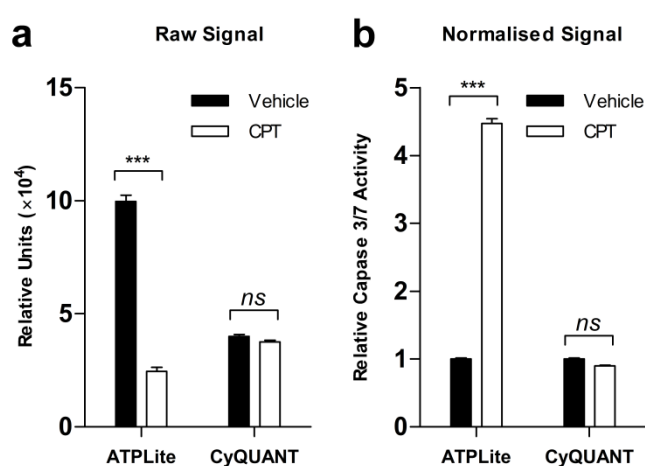 a
Raw Signal
Relative Units (×10⁴)
15
10
5
0
Vehicle
CPT
***
ns
ATPLite
CyQUANT
b
Normalised Signal
Relative Capase 3/7 Activity
5
4
3
2
1
0
***
Vehicle
CPT
ns
ATPLite
CyQUANT